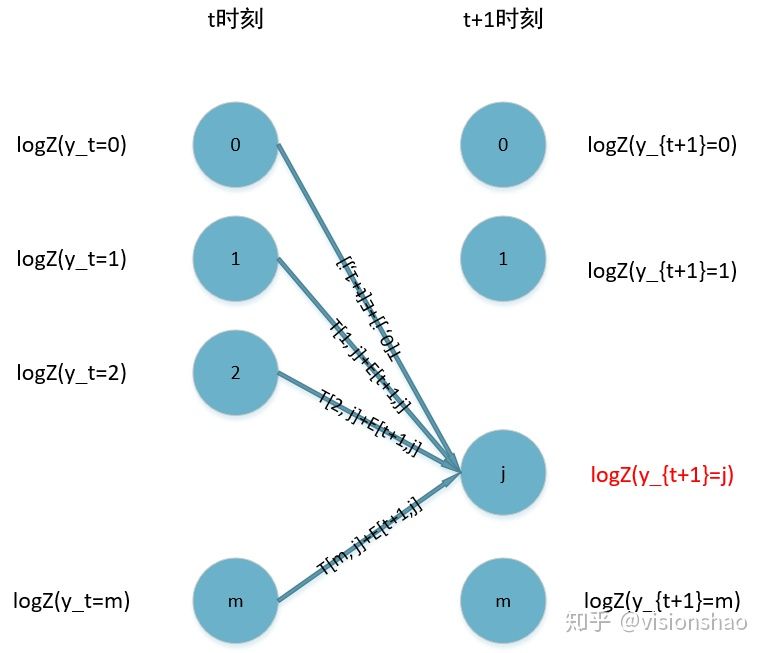 t时刻 t+1时刻
logZ(y_t=0) 0 0 logZ(y_{t+1}=0)
logZ(y_t=1) 1 1 logZ(y_{t+1}=1)
T[0, j]+E[t+1,j]
T[1, j]+E[t+1,j]
logZ(y_t=2) 2
T[2, j]+E[t+1,j]
j logZ(y_{t+1}=j)
T[m, j]+E[t+1,j]
logZ(y_t=m) m m logZ(y_{t+1}=m)
知乎 @visionshao